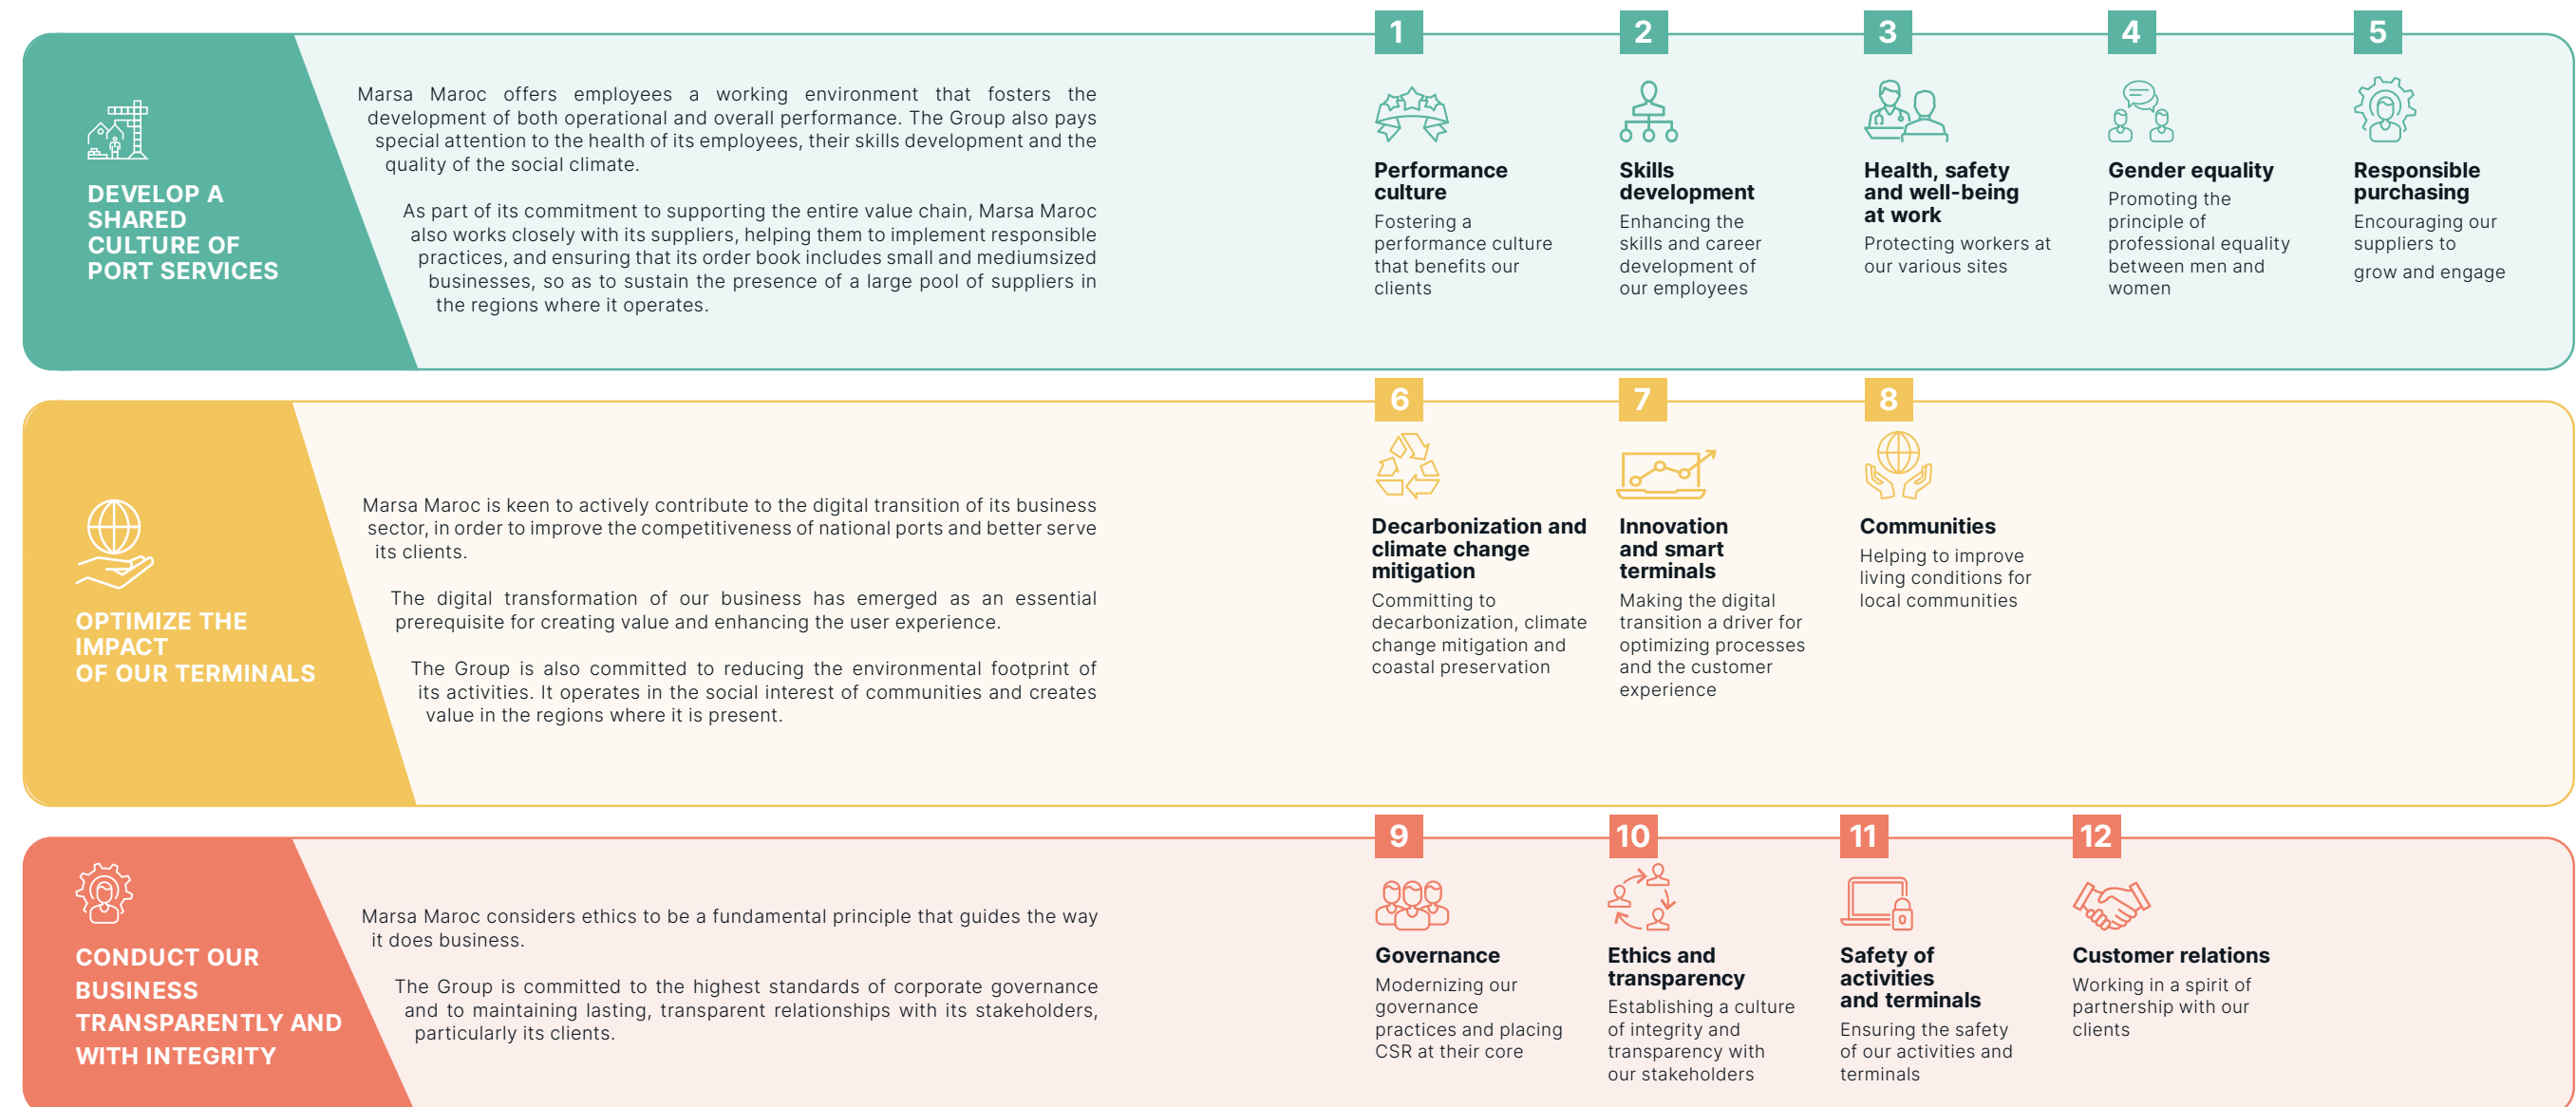 DEVELOP A
SHARED
CULTURE OF
PORT SERVICES
Marsa Maroc offers employees a working environment that fosters the
development of both operational and overall performance. The Group also pays
special attention to the health of its employees, their skills development and the
quality of the social climate.
As part of its commitment to supporting the entire value chain, Marsa Maroc
also works closely with its suppliers, helping them to implement responsible
practices, and ensuring that its order book includes small and mediumsized
businesses, so as to sustain the presence of a large pool of suppliers in
the regions where it operates.
1
Performance
culture
Fostering a
performance culture
that benefits our
clients
2
Skills
development
Enhancing the
skills and career
development of
our employees
3
Health, safety
and well-being
at work
Protecting workers at
our various sites
4
Gender equality
Promoting the
principle of
professional equality
between men and
women
5
Responsible
purchasing
Encouraging our
suppliers to
grow and engage
OPTIMIZE THE
IMPACT
OF OUR TERMINALS
Marsa Maroc is keen to actively contribute to the digital transition of its business
sector, in order to improve the competitiveness of national ports and better serve
its clients.
The digital transformation of our business has emerged as an essential
prerequisite for creating value and enhancing the user experience.
The Group is also committed to reducing the environmental footprint of
its activities. It operates in the social interest of communities and creates
value in the regions where it is present.
6
Decarbonization and
climate change
mitigation
Committing to
decarbonization, climate
change mitigation and
coastal preservation
7
Innovation
and smart
terminals
Making the digital
transition a driver for
optimizing processes
and the customer
experience
8
Communities
Helping to improve
living conditions for
local communities
CONDUCT OUR
BUSINESS
TRANSPARENTLY AND
WITH INTEGRITY
Marsa Maroc considers ethics to be a fundamental principle that guides the way
it does business.
The Group is committed to the highest standards of corporate governance
and to maintaining lasting, transparent relationships with its stakeholders,
particularly its clients.
9
Governance
Modernizing our
governance
practices and placing
CSR at their core
10
Ethics and
transparency
Establishing a culture
of integrity and
transparency with
our stakeholders
11
Safety of
activities
and terminals
Ensuring the safety
of our activities and
terminals
12
Customer relations
Working in a spirit of
partnership with our
clients